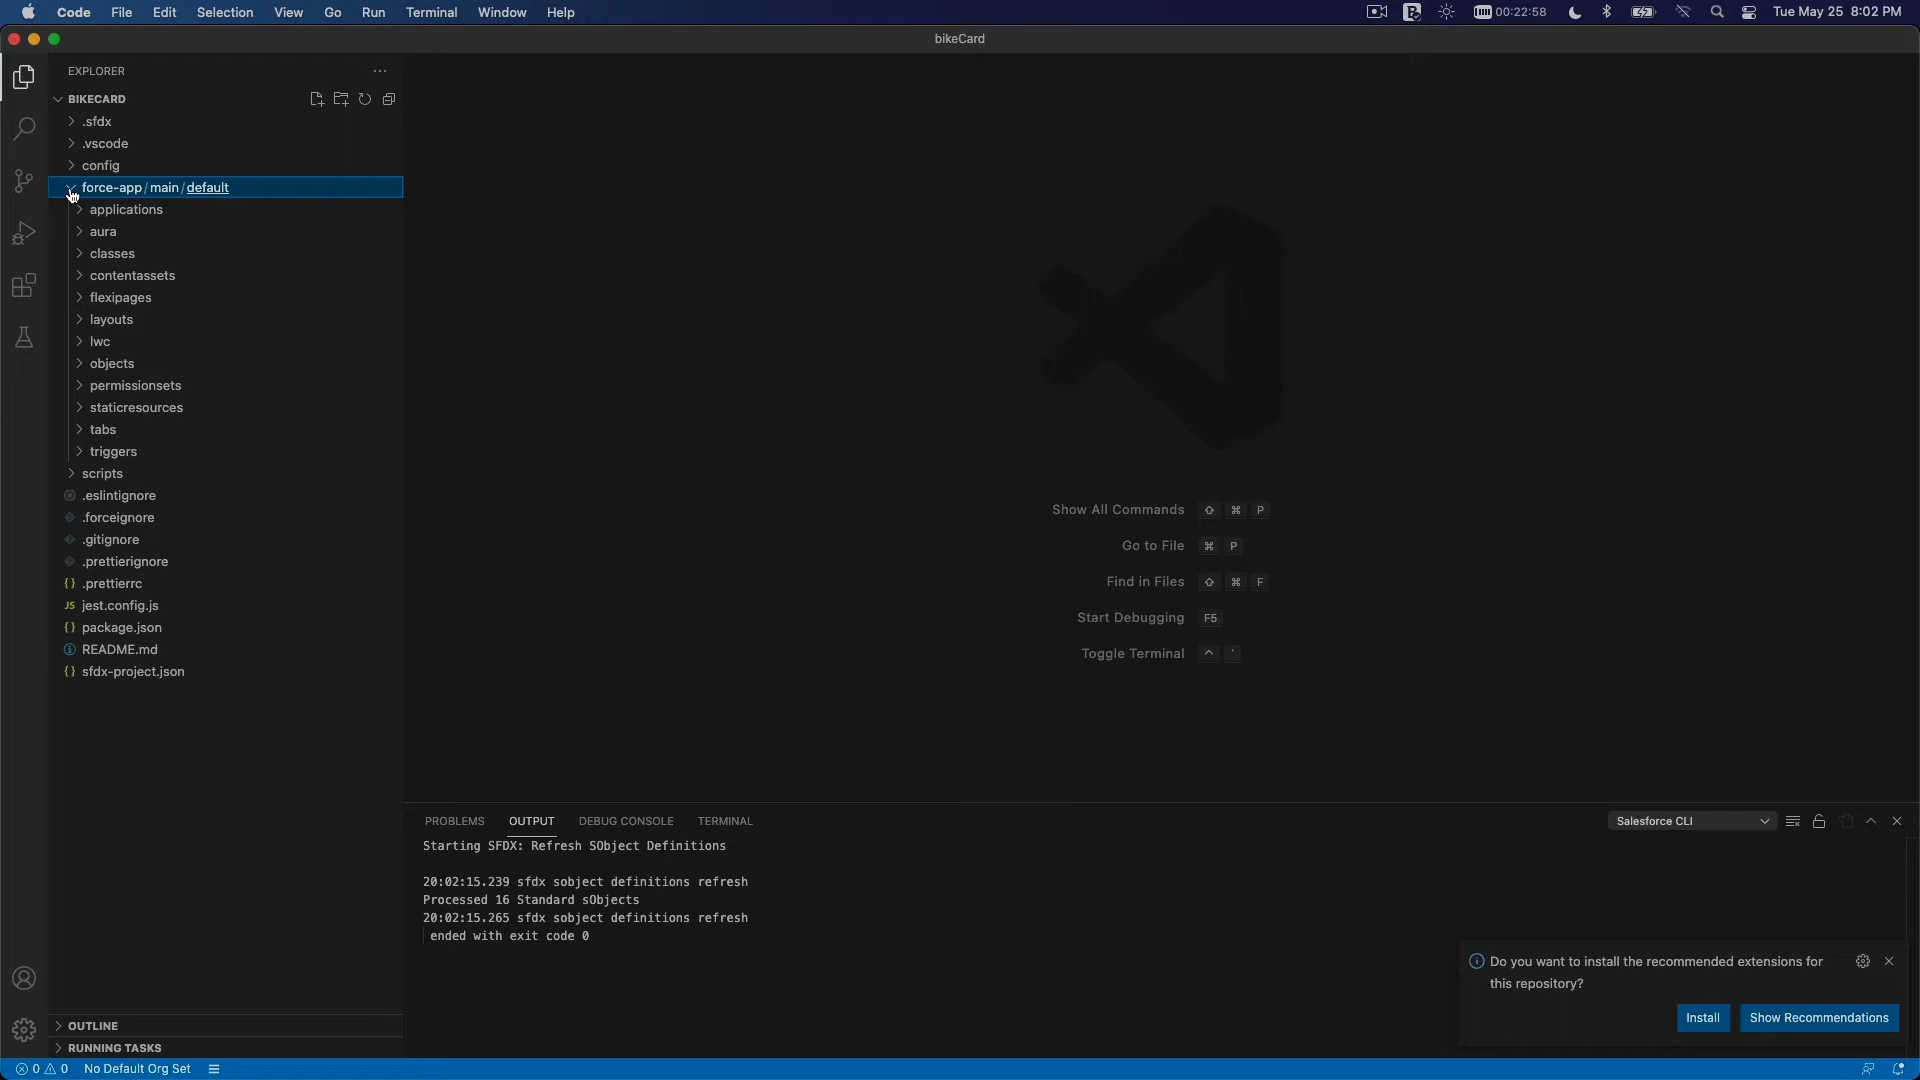 Code File Edit Selection View Go Run Terminal Window Help 00:22:58 Tue May 25 8:02 PM
bikeCard
EXPLORER
BIKECARD
.sfdx
.vscode
config
force-app/main/default
applications
aura
classes
contentassets
flexipages
layouts
lwc
objects
permissionsets
staticresources
tabs
triggers
scripts
.eslintignore
.forceignore
.gitignore
.prettierignore
{} .prettierrc
JS jest.config.js
{} package.json
README.md
{} sfdx-project.json
OUTLINE
RUNNING TASKS
Show All Commands ⇧ ⌘ P
Go to File ⌘ P
Find in Files ⇧ ⌘ F
Start Debugging F5
Toggle Terminal ^ `
PROBLEMS OUTPUT DEBUG CONSOLE TERMINAL Salesforce CLI
Starting SFDX: Refresh SObject Definitions
20:02:15.239 sfdx sobject definitions refresh
Processed 16 Standard sObjects
20:02:15.265 sfdx sobject definitions refresh
ended with exit code 0
Do you want to install the recommended extensions for
this repository?
Install Show Recommendations
0 0 No Default Org Set